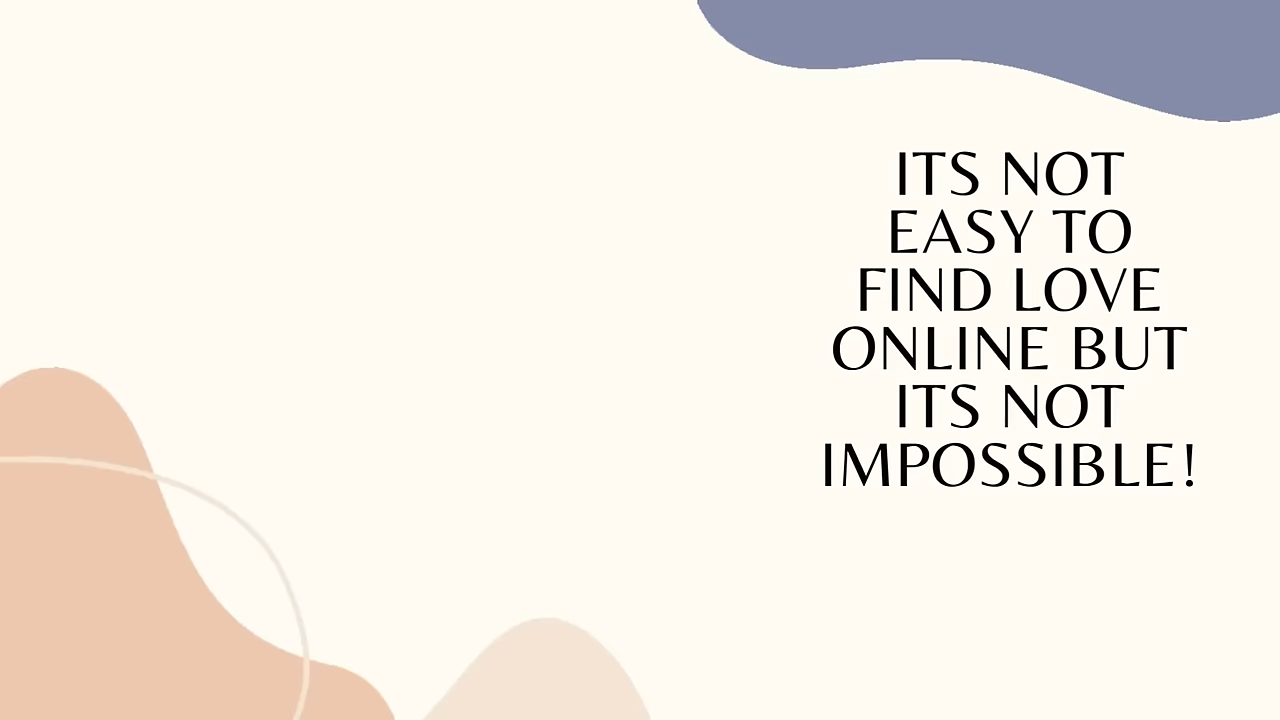 ITS NOT
EASY TO
FIND LOVE
ONLINE BUT
ITS NOT
IMPOSSIBLE!